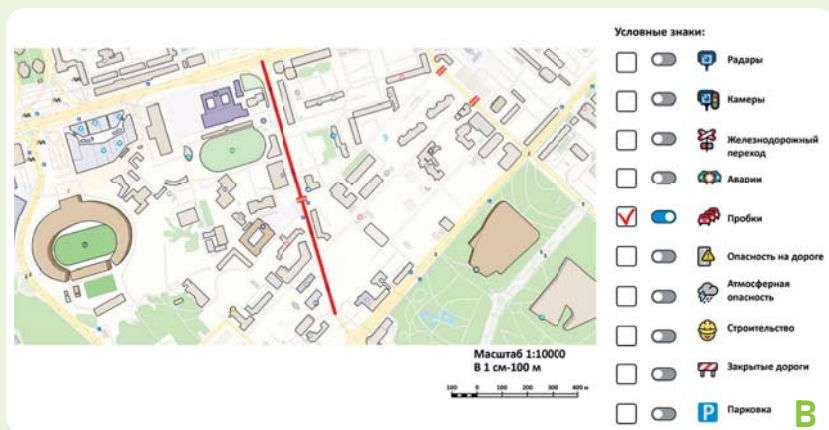 Условные знаки:
Радары
Камеры
Железнодорожный
переход
Аварии
Пробки
Опасность на дороге
Атмосферная
опасность
Строительство
Закрытые дороги
P Парковка
Масштаб 1:10000
В 1 см-100 м
100 0 100 200 300 400 м
В